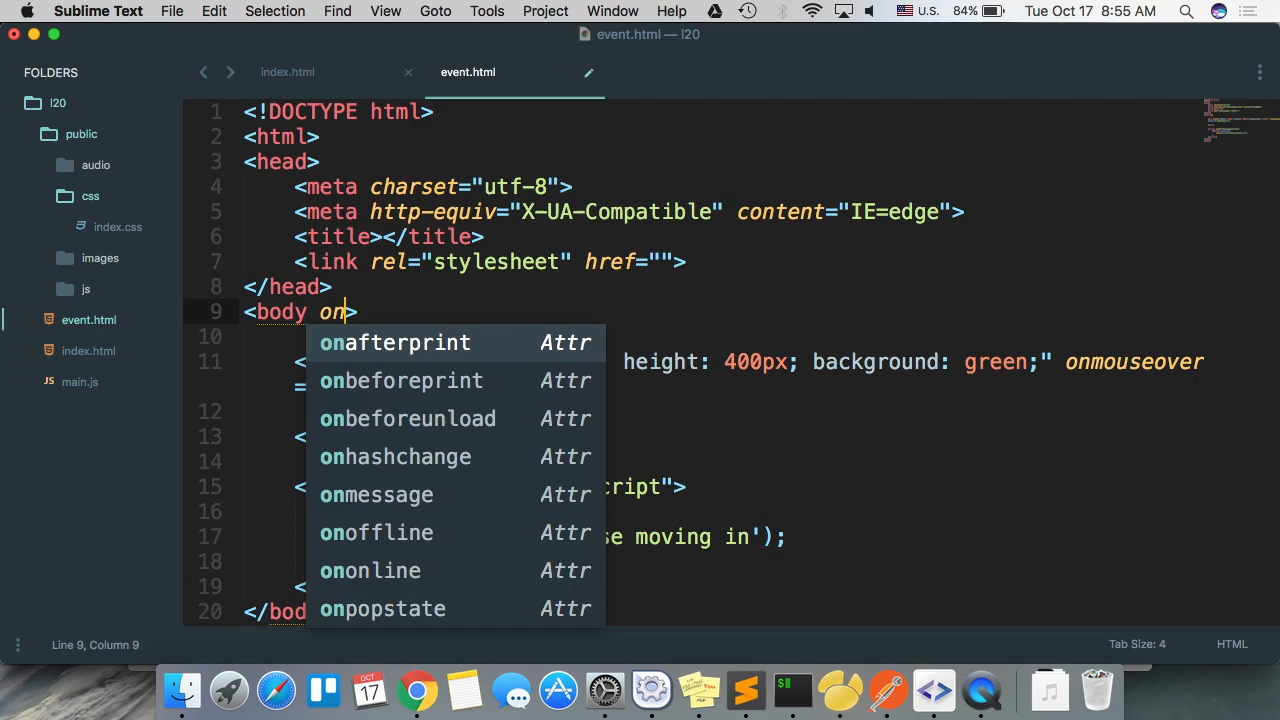 Sublime Text File Edit Selection Find View Goto Tools Project Window Help U.S. 84% Tue Oct 17 8:55 AM
event.html — l20
FOLDERS
l20
public
audio
css
index.css
images
js
event.html
index.html
JS main.js
index.html × event.html
1 <!DOCTYPE html>
2 <html>
3 <head>
4 <meta charset="utf-8">
5 <meta http-equiv="X-UA-Compatible" content="IE=edge">
6 <title></title>
7 <link rel="stylesheet" href="">
8 </head>
9 <body on>
10
11 < height: 400px; background: green;" onmouseover
=
12
13 <
14
15 < cript">
16
17 se moving in');
18
19 <
20 </bod
onafterprint Attr
onbeforeprint Attr
onbeforeunload Attr
onhashchange Attr
onmessage Attr
onoffline Attr
ononline Attr
onpopstate Attr
Line 9, Column 9 Tab Size: 4 HTML
OCT
17